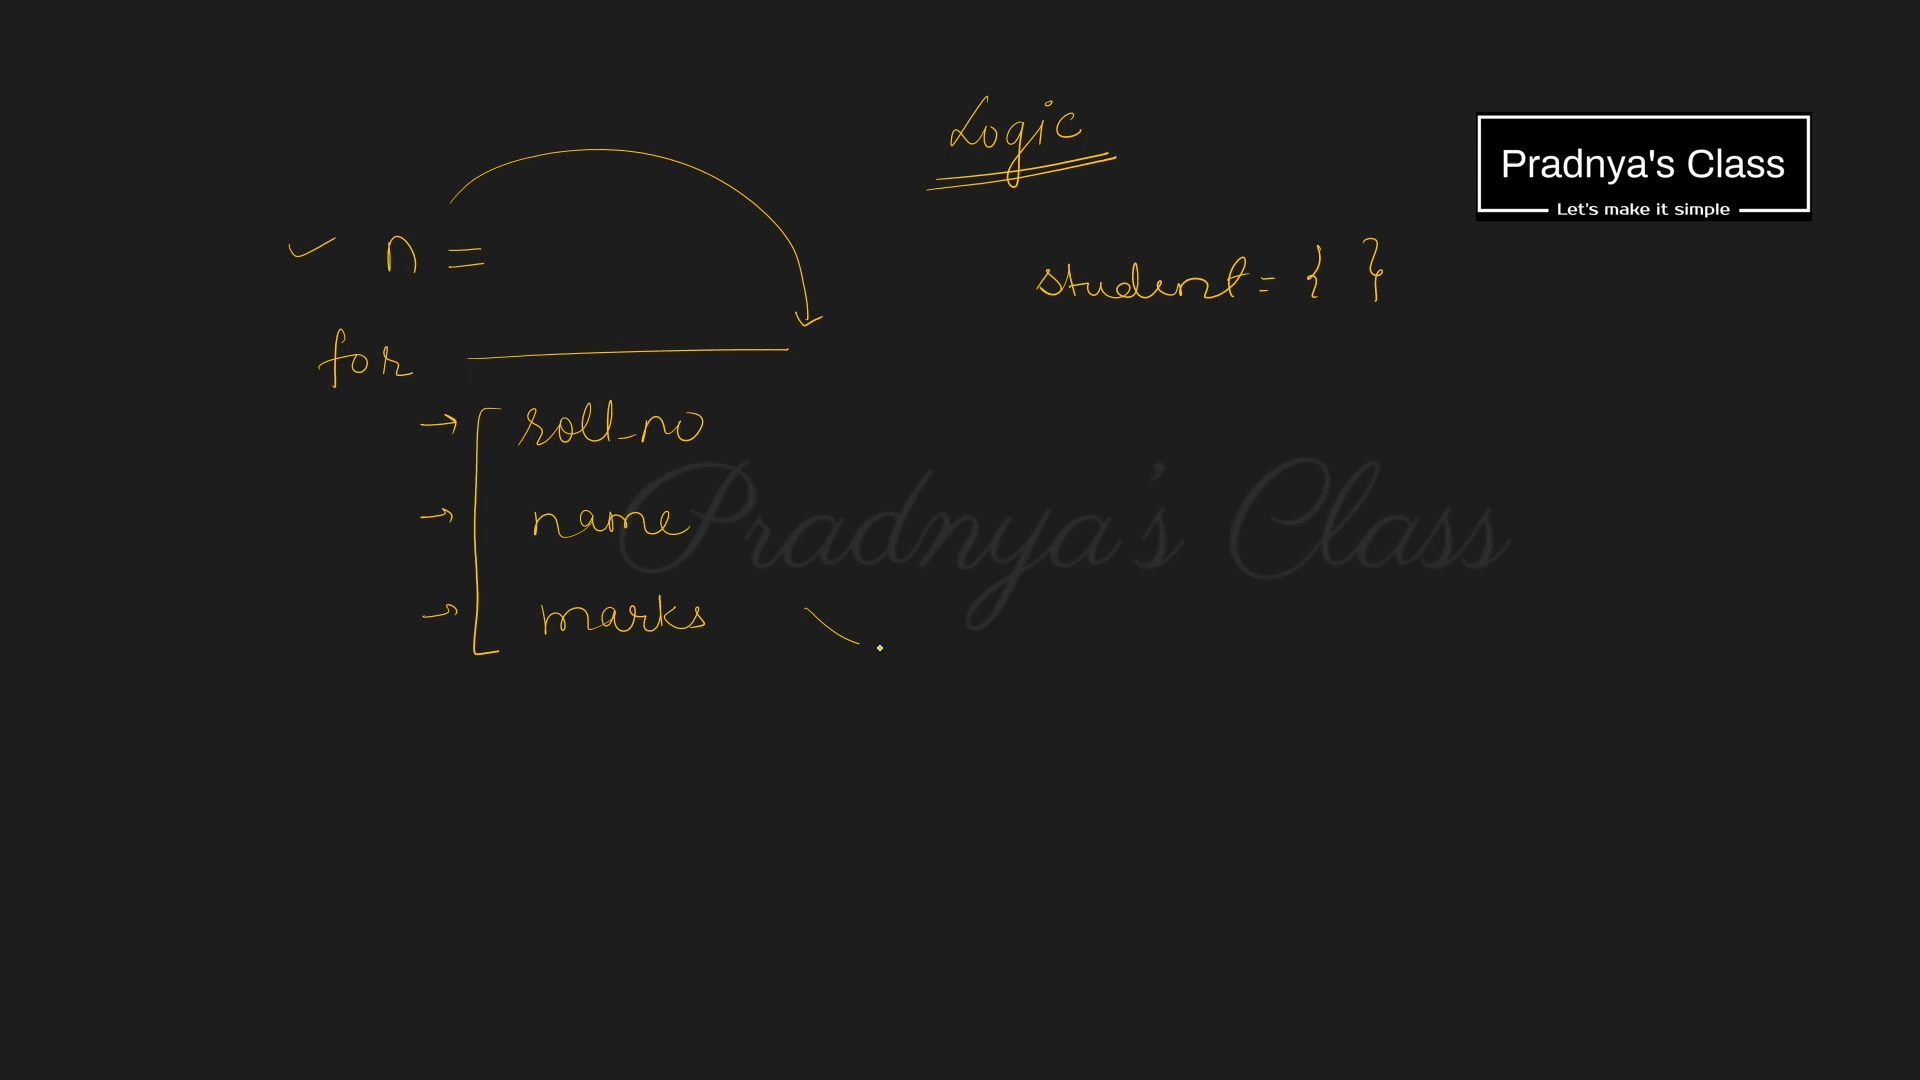 Logic
Pradnya's Class
Let's make it simple
n =
student = { }
for
roll_no
name
marks
Pradnya's Class